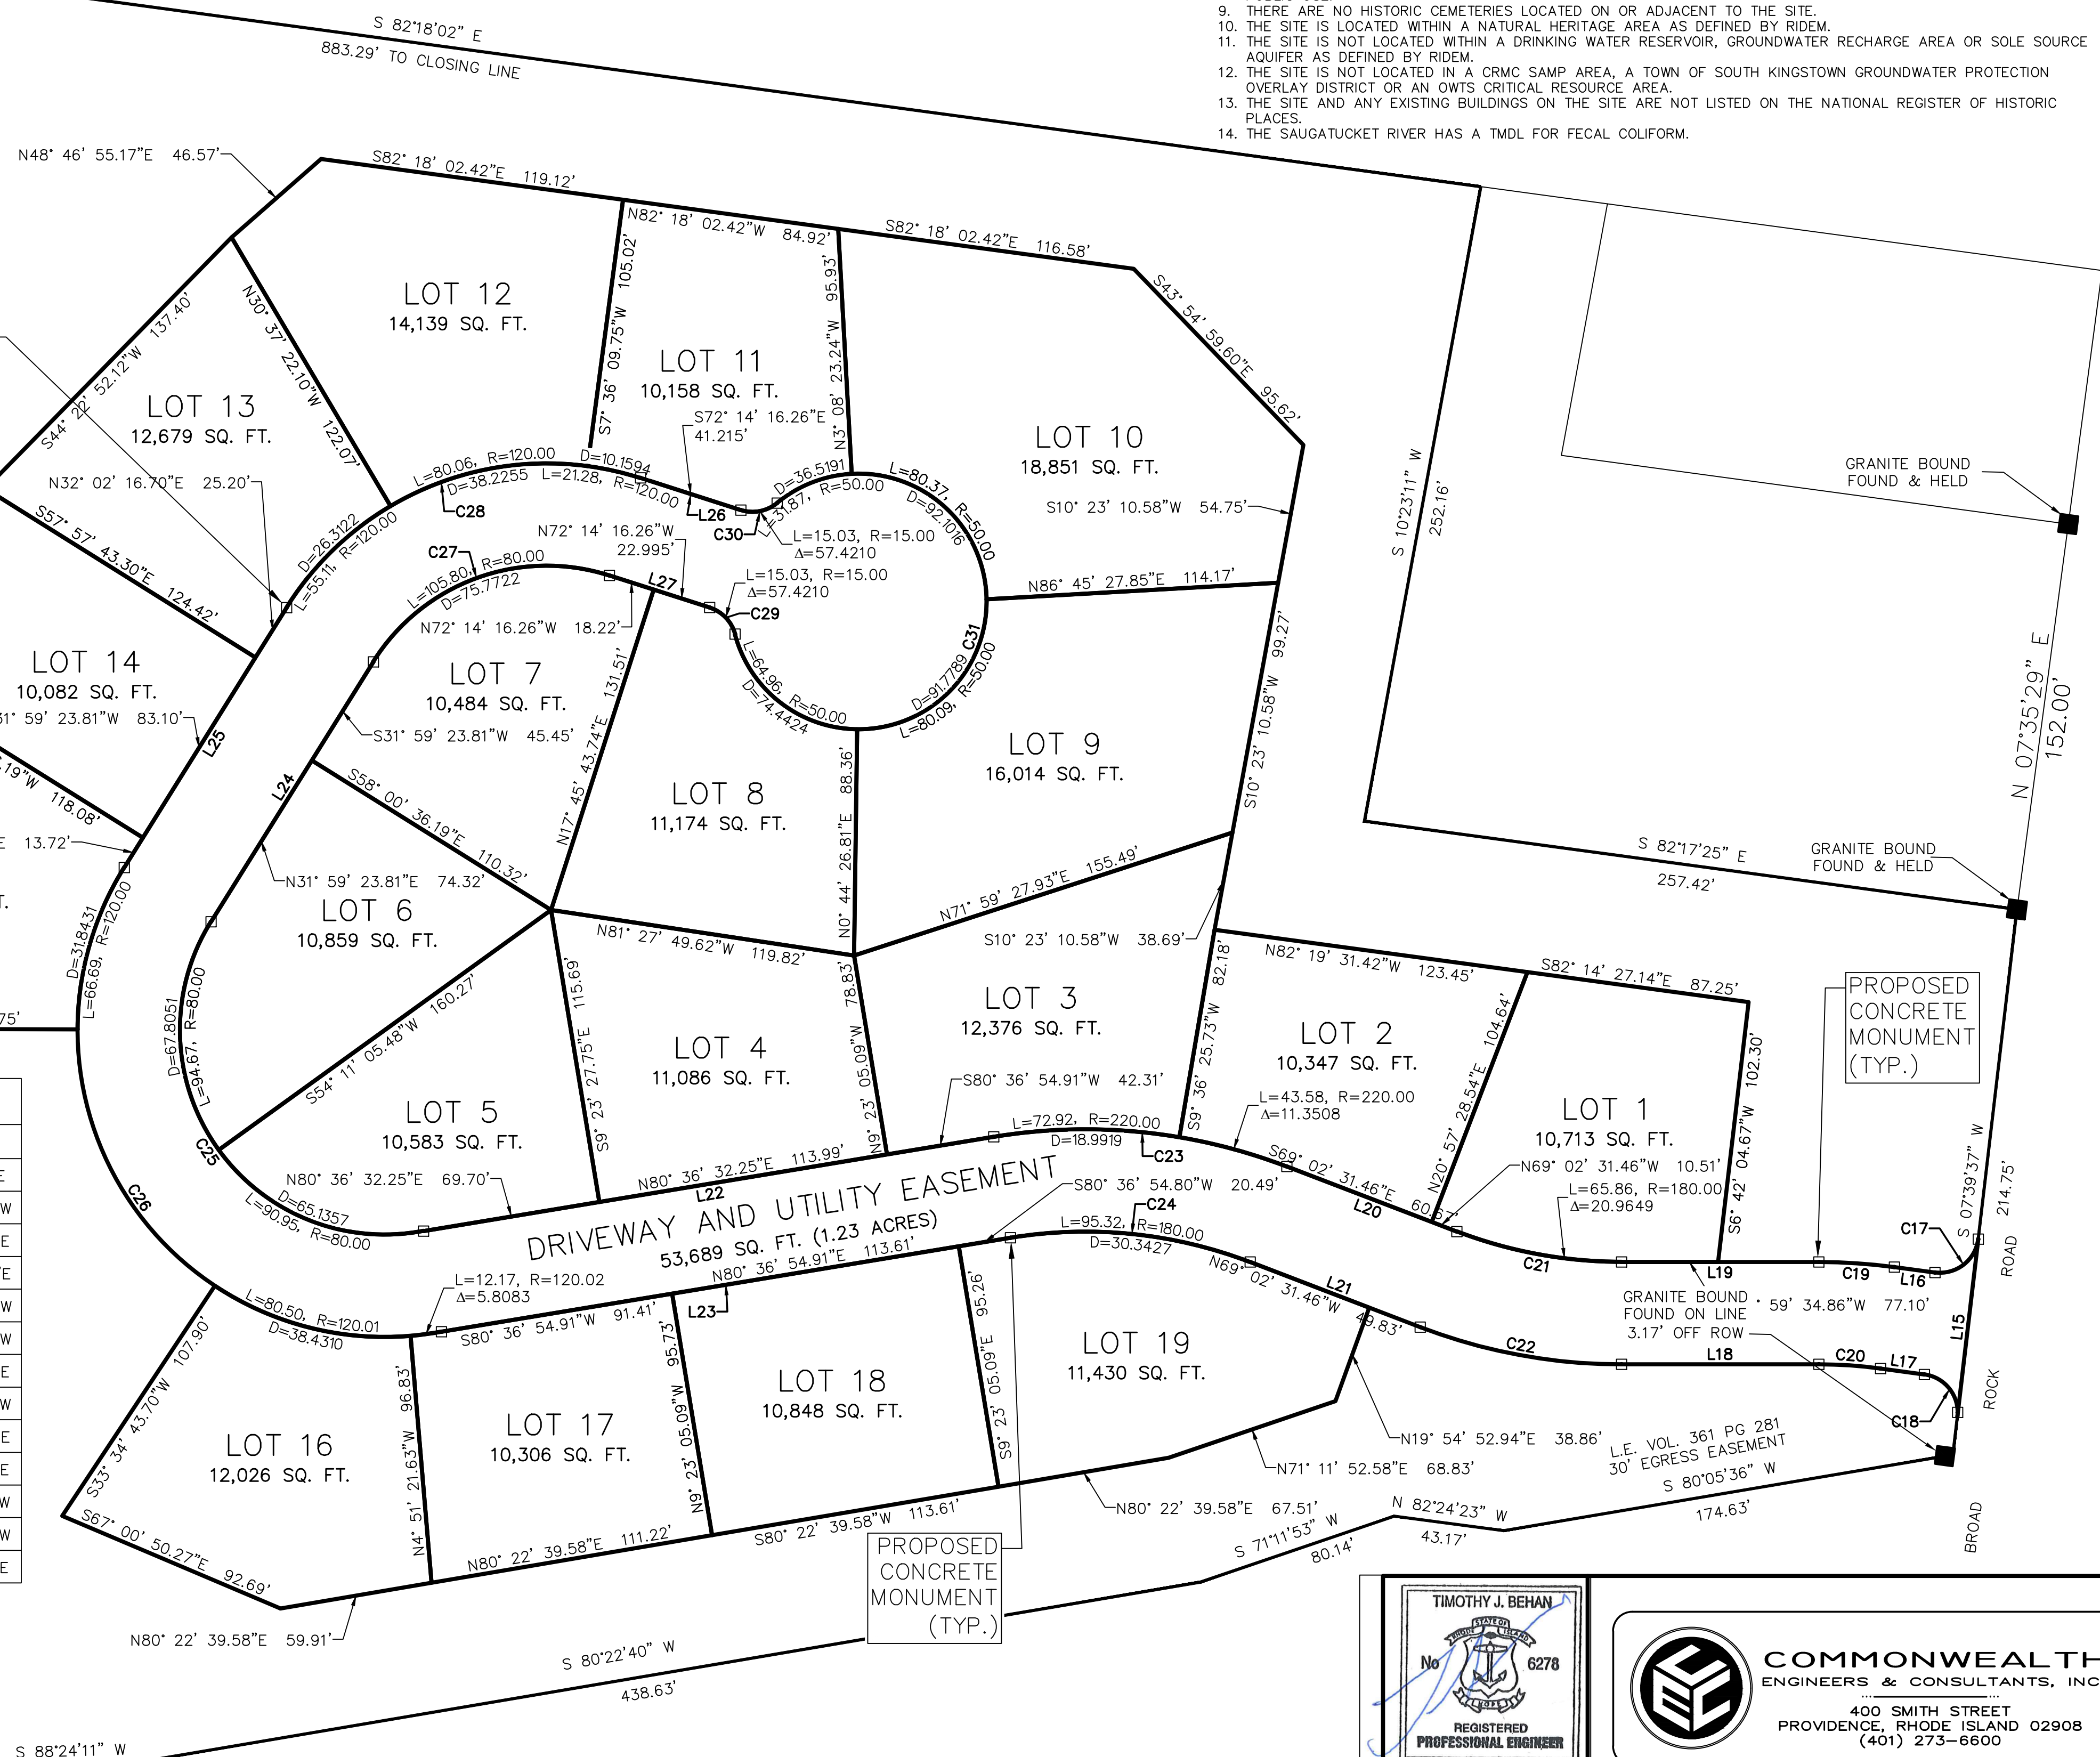 9. THERE ARE NO HISTORIC CEMETERIES LOCATED ON OR ADJACENT TO THE SITE.
10. THE SITE IS LOCATED WITHIN A NATURAL HERITAGE AREA AS DEFINED BY RIDEM.
11. THE SITE IS NOT LOCATED WITHIN A DRINKING WATER RESERVOIR, GROUNDWATER RECHARGE AREA OR SOLE SOURCE
AQUIFER AS DEFINED BY RIDEM.
12. THE SITE IS NOT LOCATED IN A CRMC SAMP AREA, A TOWN OF SOUTH KINGSTOWN GROUNDWATER PROTECTION
OVERLAY DISTRICT OR AN OWTS CRITICAL RESOURCE AREA.
13. THE SITE AND ANY EXISTING BUILDINGS ON THE SITE ARE NOT LISTED ON THE NATIONAL REGISTER OF HISTORIC
PLACES.
14. THE SAUGATUCKET RIVER HAS A TMDL FOR FECAL COLIFORM.
S 82°18'02" E
883.29' TO CLOSING LINE
N48° 46' 55.17"E 46.57'
S82° 18' 02.42"E 119.12'
N82° 18' 02.42"W 84.92'
S82° 18' 02.42"E 116.58'
S43° 54' 59.60"E 95.62'
S44° 22' 52.12"W 137.40'
N30° 37' 22.10"W 122.07'
LOT 12
14,139 SQ. FT.
S7° 36' 09.75"W 105.02'
LOT 11
10,158 SQ. FT.
S72° 14' 16.26"E
41.215'
N3° 08' 23.24"W 95.93'
LOT 10
18,851 SQ. FT.
S10° 23' 10.58"W 54.75'
S 10°23'11" W
252.16'
GRANITE BOUND
FOUND & HELD
LOT 13
12,679 SQ. FT.
N32° 02' 16.70"E 25.20'
S57° 57' 43.30"E 124.42'
L=80.06, R=120.00
D=38.2255
L=21.28, R=120.00
D=10.1594
C28
D=26.3122
L=55.11, R=120.00
L26
C30
D=36.5191
L=31.87, R=50.00
L=80.37, R=50.00
D=92.1016
L=15.03, R=15.00
Δ=57.4210
L=15.03, R=15.00
Δ=57.4210
N72° 14' 16.26"W
22.995'
C27
L=105.80, R=80.00
D=75.7722
L27
C29
N72° 14' 16.26"W 18.22'
N86° 45' 27.85"E 114.17'
C31
D=91.7789
L=80.09, R=50.00
L=64.96, R=50.00
D=74.4424
S10° 23' 10.58"W 99.27'
N 07°35'29" E
152.00'
LOT 14
10,082 SQ. FT.
31° 59' 23.81"W 83.10'
L25
.19"W 118.08'
E 13.72'
LOT 7
10,484 SQ. FT.
S31° 59' 23.81"W 45.45'
N17° 45' 43.74"E 131.51'
L24
S58° 00' 36.19"E 110.32'
LOT 8
11,174 SQ. FT.
N0° 44' 26.81"E 88.36'
LOT 9
16,014 SQ. FT.
N71° 59' 27.93"E 155.49'
S 82°17'25" E
257.42'
GRANITE BOUND
FOUND & HELD
N31° 59' 23.81"E 74.32'
T.
LOT 6
10,859 SQ. FT.
N81° 27' 49.62"W 119.82'
S10° 23' 10.58"W 38.69'
N82° 19' 31.42"W 123.45'
S82° 14' 27.14"E 87.25'
D=31.8431
L=66.69, R=120.00
75'
D=67.8051
L=94.67, R=80.00
S54° 11' 05.48"W 160.27'
S9° 23' 27.75"E 115.69'
LOT 4
11,086 SQ. FT.
N9° 23' 05.09"W 78.83'
LOT 3
12,376 SQ. FT.
S80° 36' 54.91"W 42.31'
S9° 36' 25.73"W 82.18'
LOT 2
10,347 SQ. FT.
L=43.58, R=220.00
Δ=11.3508
N20° 57' 28.54"E 104.64'
LOT 1
10,713 SQ. FT.
S6° 42' 04.67"W 102.30'
PROPOSED
CONCRETE
MONUMENT
(TYP.)
LOT 5
10,583 SQ. FT.
C25
N80° 36' 32.25"E 69.70'
D=65.1357
L=90.95, R=80.00
N80° 36' 32.25"E 113.99'
L22
L=72.92, R=220.00
D=18.9919
C23
S69° 02' 31.46"E 60.67'
L20
N69° 02' 31.46"W 10.51'
L=65.86, R=180.00
Δ=20.9649
DRIVEWAY AND UTILITY EASEMENT
53,689 SQ. FT. (1.23 ACRES)
S80° 36' 54.80"W 20.49'
C24
L=95.32, R=180.00
D=30.3427
N69° 02' 31.46"W 49.83'
L21
C21
L19
C19
L16
C17
S 07°39'37" W
214.75'
C26
L=12.17, R=120.02
Δ=5.8083
L=80.50, R=120.01
D=38.4310
N80° 36' 54.91"E 113.61'
S80° 36' 54.91"W 91.41'
L23
GRANITE BOUND
FOUND ON LINE
3.17' OFF ROW
° 59' 34.86"W 77.10'
L15
C22
L18
C20
L17
C18
BROAD ROCK ROAD
S33° 34' 43.70"W 107.90'
LOT 16
12,026 SQ. FT.
N4° 51' 21.63"W 96.83'
LOT 17
10,306 SQ. FT.
N9° 23' 05.09"W 95.73'
LOT 18
10,848 SQ. FT.
S9° 23' 05.09"E 95.26'
LOT 19
11,430 SQ. FT.
N19° 54' 52.94"E 38.86'
N71° 11' 52.58"E 68.83'
N80° 22' 39.58"E 67.51'
L.E. VOL. 361 PG 281
30' EGRESS EASEMENT
S 80°05'36" W
174.63'
N 82°24'23" W
43.17'
S 71°11'53" W
80.14'
S67° 00' 50.27"E 92.69'
N80° 22' 39.58"E 59.91'
N80° 22' 39.58"E 111.22'
S80° 22' 39.58"W 113.61'
PROPOSED
CONCRETE
MONUMENT
(TYP.)
S 80°22'40" W
438.63'
S 88°24'11" W
E
W
E
E
W
W
E
W
E
E
W
W
E
TIMOTHY J. BEHAN
STATE OF
RHODE ISLAND
No 6278
HOPE
REGISTERED
PROFESSIONAL ENGINEER
CEC
COMMONWEALTH
ENGINEERS & CONSULTANTS, INC
400 SMITH STREET
PROVIDENCE, RHODE ISLAND 02908
(401) 273-6600